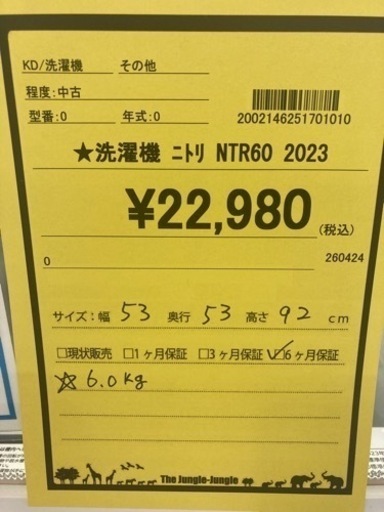 KD/洗濯機 その他
程度:中古
型番:0 年式:0
2002146251701010
★洗濯機 ニトリ NTR60 2023
¥22,980 (税込)
0 260424
サイズ:幅 53 奥行 53 高さ 92 cm
□現状販売 □1ヶ月保証 □3ヶ月保証 ☑6ヶ月保証
☆6.0kg
The Jungle-Jungle